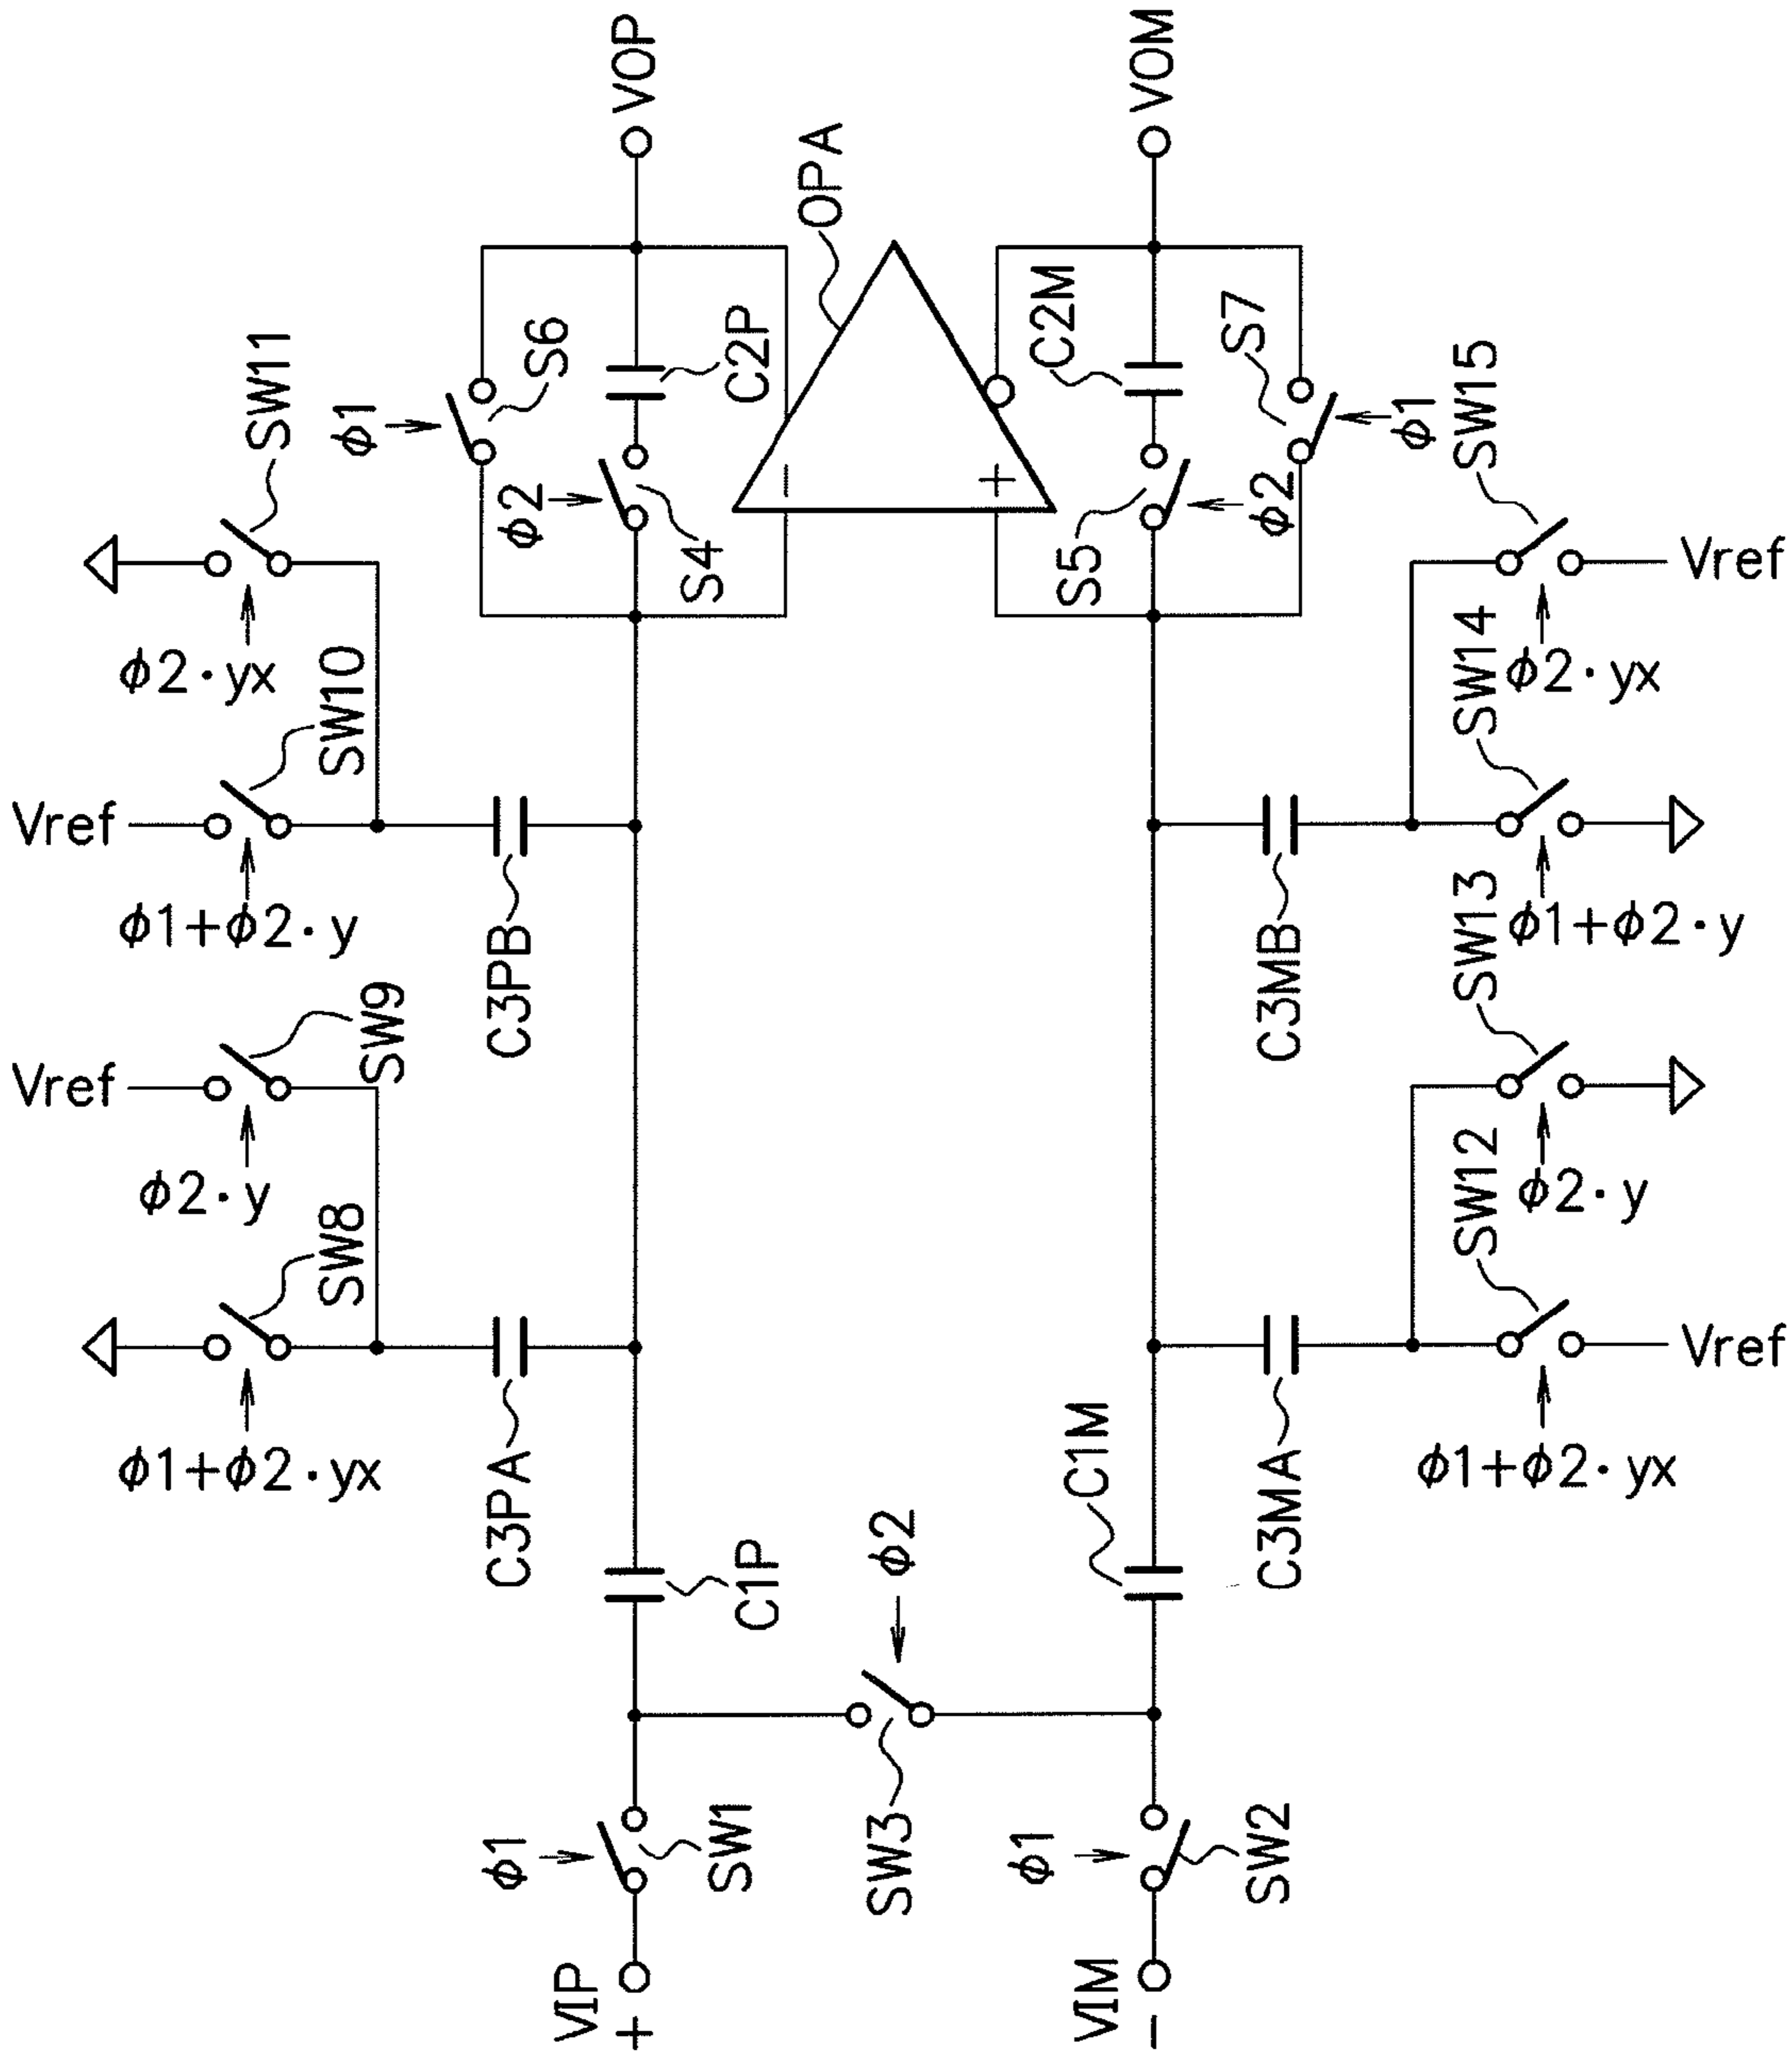 VIP
+
VIM
−
ϕ1
SW1
ϕ1
SW2
SW3
ϕ2
C1P
C1M
ϕ1+ϕ2·yx
SW8
C3PA
Vref
ϕ2·y
SW9
Vref
ϕ1+ϕ2·y
SW10
C3PB
ϕ2·yx
SW11
C3MA
SW12
ϕ1+ϕ2·yx
Vref
SW13
ϕ2·y
C3MB
SW14
ϕ1+ϕ2·y
SW15
ϕ2·yx
Vref
ϕ1
S6
ϕ2
S4
C2P
OPA
−
+
C2M
S5
ϕ2
S7
ϕ1
VOP
VOM